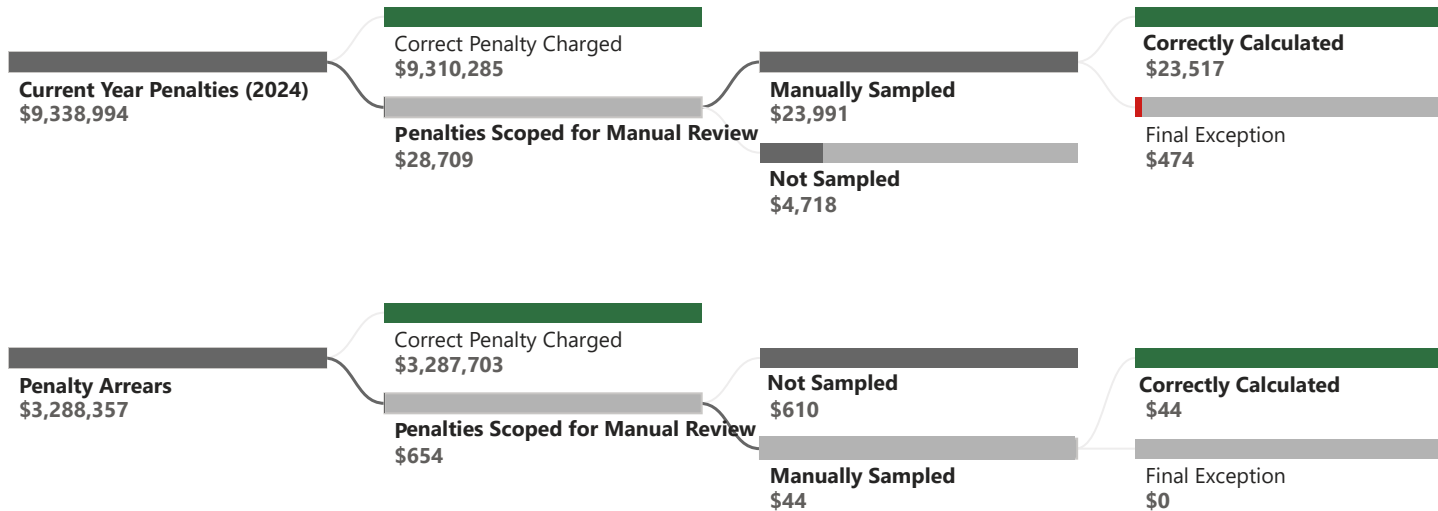 Current Year Penalties (2024)
$9,338,994
Correct Penalty Charged
$9,310,285
Penalties Scoped for Manual Review
$28,709
Manually Sampled
$23,991
Not Sampled
$4,718
Correctly Calculated
$23,517
Final Exception
$474
Penalty Arrears
$3,288,357
Correct Penalty Charged
$3,287,703
Penalties Scoped for Manual Review
$654
Not Sampled
$610
Manually Sampled
$44
Correctly Calculated
$44
Final Exception
$0